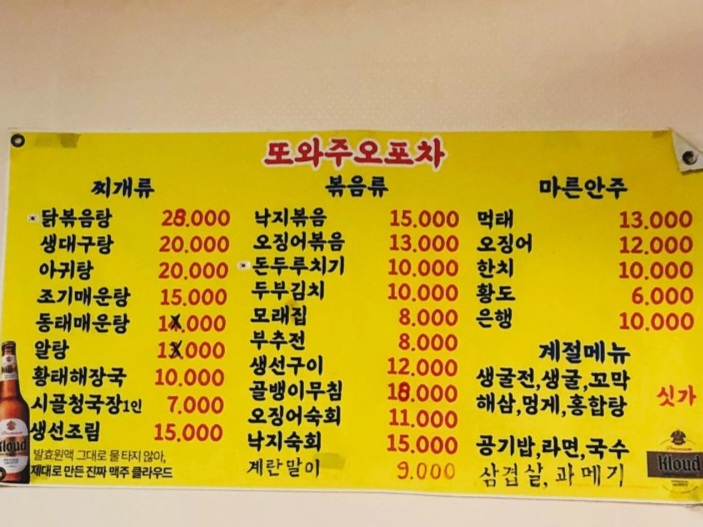 또와주오포차
찌개류
닭볶음탕 28.000
생대구탕 20.000
아귀탕 20.000
조기매운탕 15.000
동태매운탕
알탕
황태해장국 10.000
시골청국장1인 7.000
생선조림 15.000
발효원액 그대로 물 타지 않아,
제대로 만든 진짜 맥주 클라우드
Kloud
볶음류
낙지볶음 15.000
오징어볶음 13.000
돈두루치기 10.000
두부김치 10.000
모래집 8.000
부추전 8.000
생선구이 12.000
골뱅이무침 18.000
오징어숙회 11.000
낙지숙회 15.000
계란말이 9.000
마른안주
먹태 13.000
오징어 12.000
한치 10.000
황도 6.000
은행 10.000
계절메뉴
생굴전,생굴,꼬막
해삼,멍게,홍합탕 싯가
공기밥,라면,국수
삼겹살,과메기
Kloud